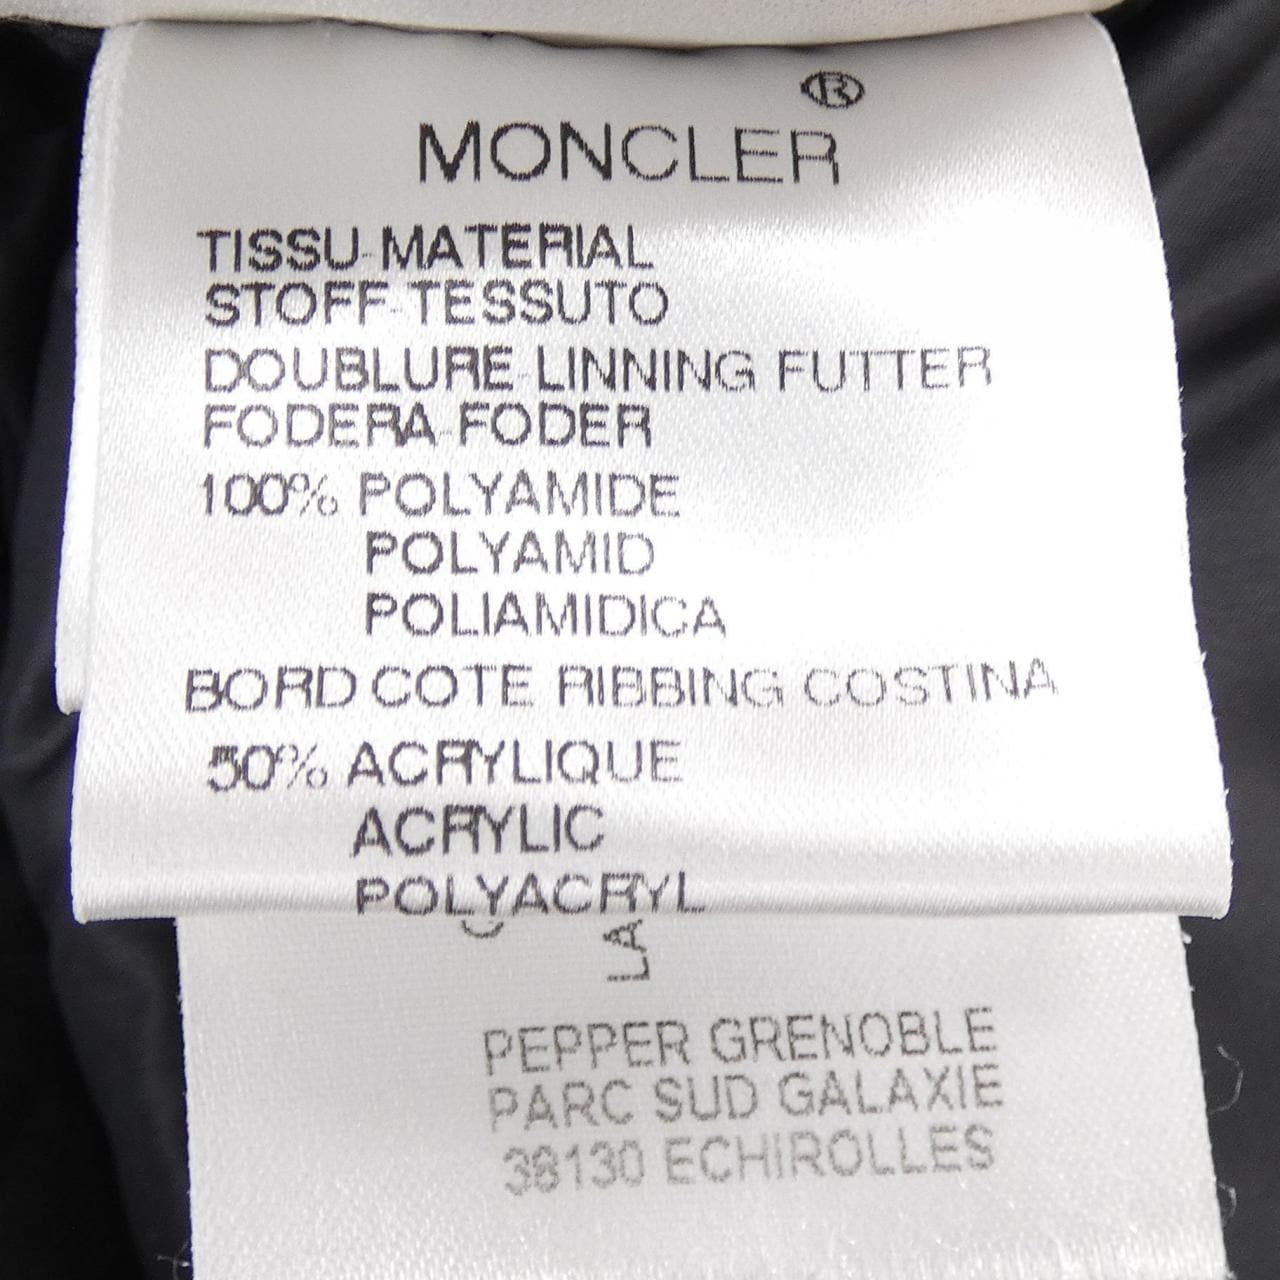 ®
MONCLER
TISSU-MATERIAL
STOFF-TESSUTO
DOUBLURE-LINNING FUTTER
FODERA-FODER
100% POLYAMIDE
POLYAMID
POLIAMIDICA
BORD COTE RIBBING COSTINA
50% ACRYLIQUE
ACRYLIC
POLYACRYL
LA
PEPPER GRENOBLE
PARC SUD GALAXIE
38130 ECHIROLLES